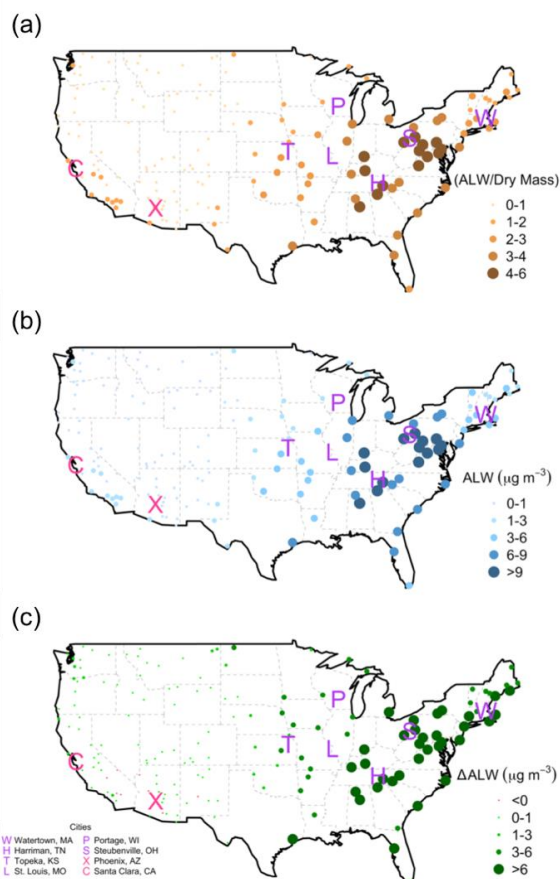 (a)
P
W
S
T
L
C
H
X
(ALW/Dry Mass)
0-1
1-2
2-3
3-4
4-6
(b)
P
W
S
T
L
C
H
X
ALW (μg m⁻³)
0-1
1-3
3-6
6-9
>9
(c)
P
W
S
T
L
C
H
X
ΔALW (μg m⁻³)
<0
0-1
1-3
3-6
>6
Cities
W Watertown, MA P Portage, WI
H Harriman, TN S Steubenville, OH
T Topeka, KS X Phoenix, AZ
L St. Louis, MO C Santa Clara, CA